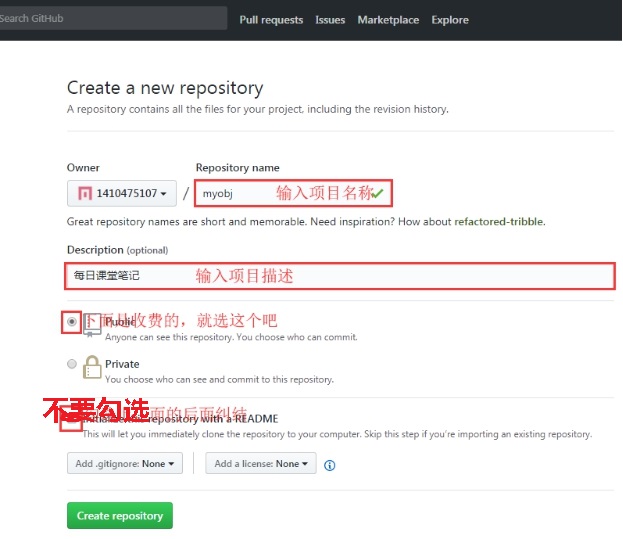 Search GitHub
Pull requests Issues Marketplace Explore
Create a new repository
A repository contains all the files for your project, including the revision history.
Owner Repository name
1410475107 / myobj 输入项目名称
Great repository names are short and memorable. Need inspiration? How about refactored-tribble.
Description (optional)
每日课堂笔记 输入项目描述
Public 下面是收费的，就选这个吧
Anyone can see this repository. You choose who can commit.
Private
You choose who can see and commit to this repository.
不要勾选 面的后面纠结
this repository with a README
This will let you immediately clone the repository to your computer. Skip this step if you're importing an existing repository.
Add .gitignore: None Add a license: None
Create repository